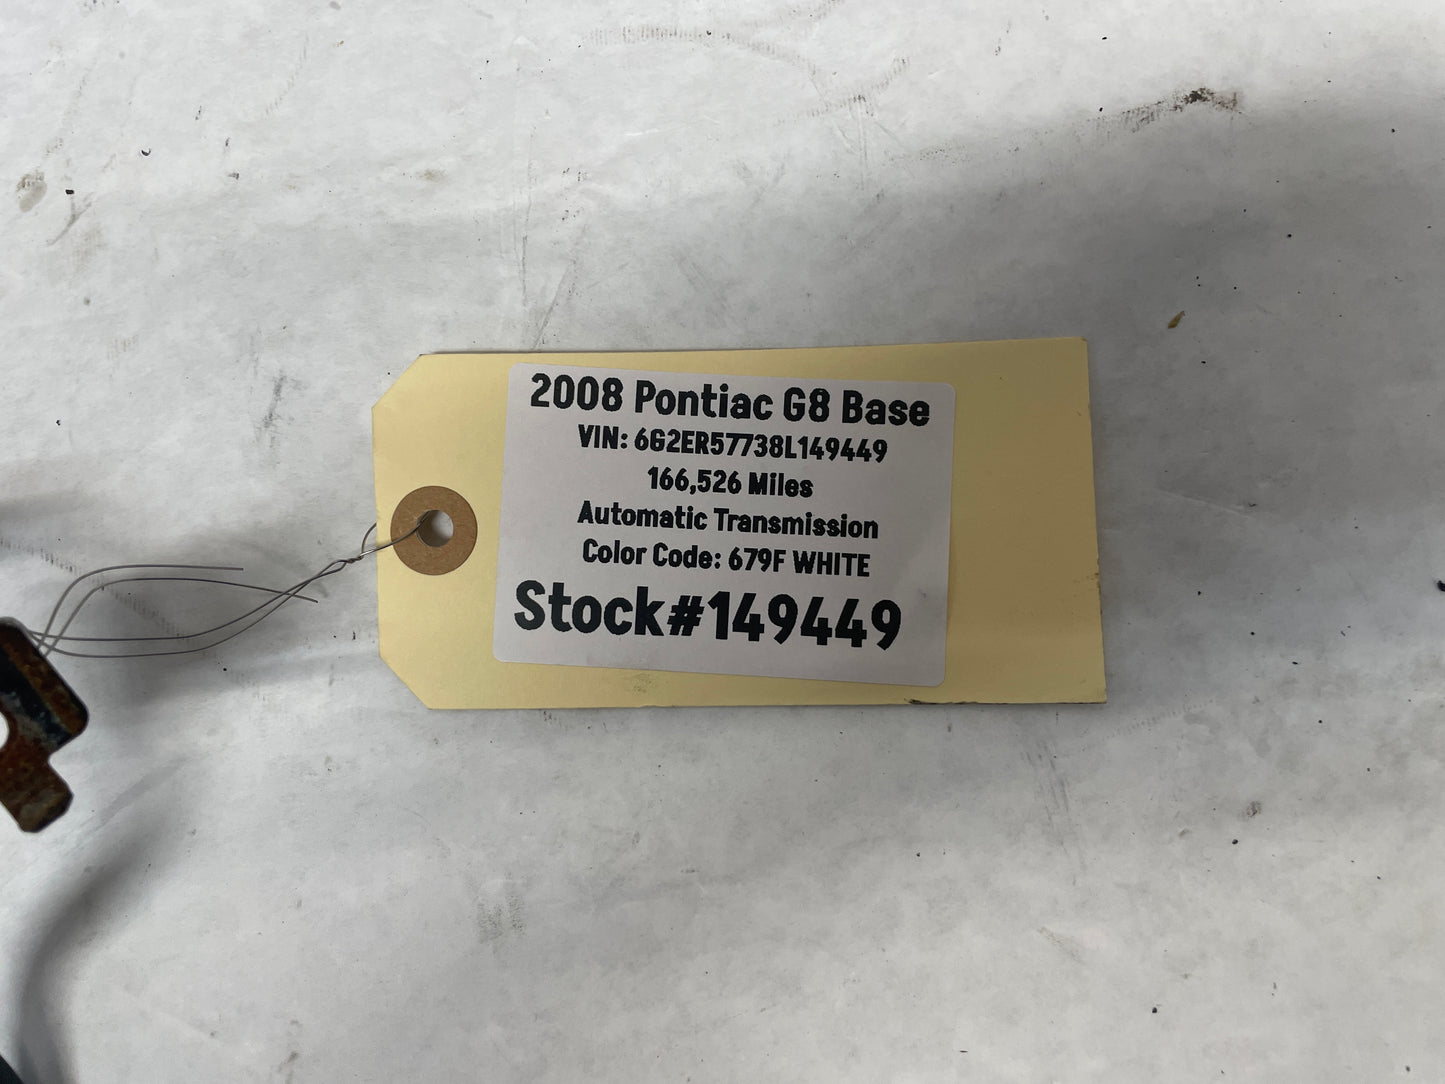 2008 Pontiac G8 Base
VIN: 6G2ER57738L149449
166,526 Miles
Automatic Transmission
Color Code: 679F WHITE
Stock#149449